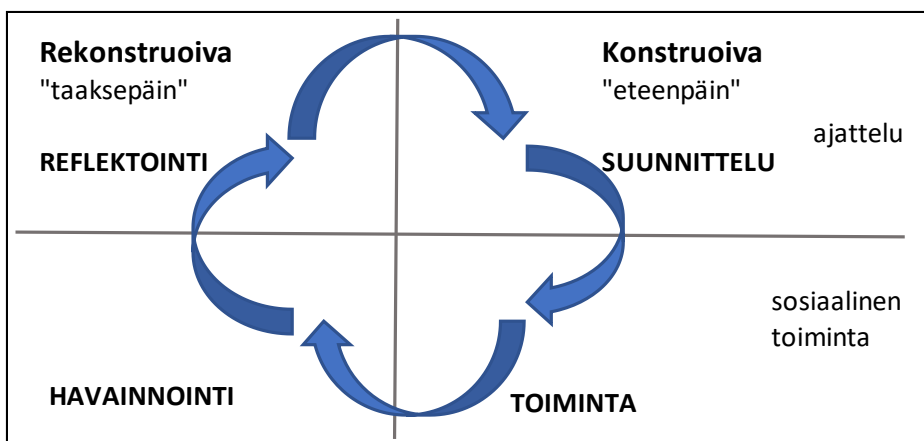 Rekonstruoiva
"taaksepäin"
REFLEKTOINTI
Konstruoiva
"eteenpäin"
SUUNNITTELU
ajattelu
HAVAINNOINTI
TOIMINTA
sosiaalinen
toiminta